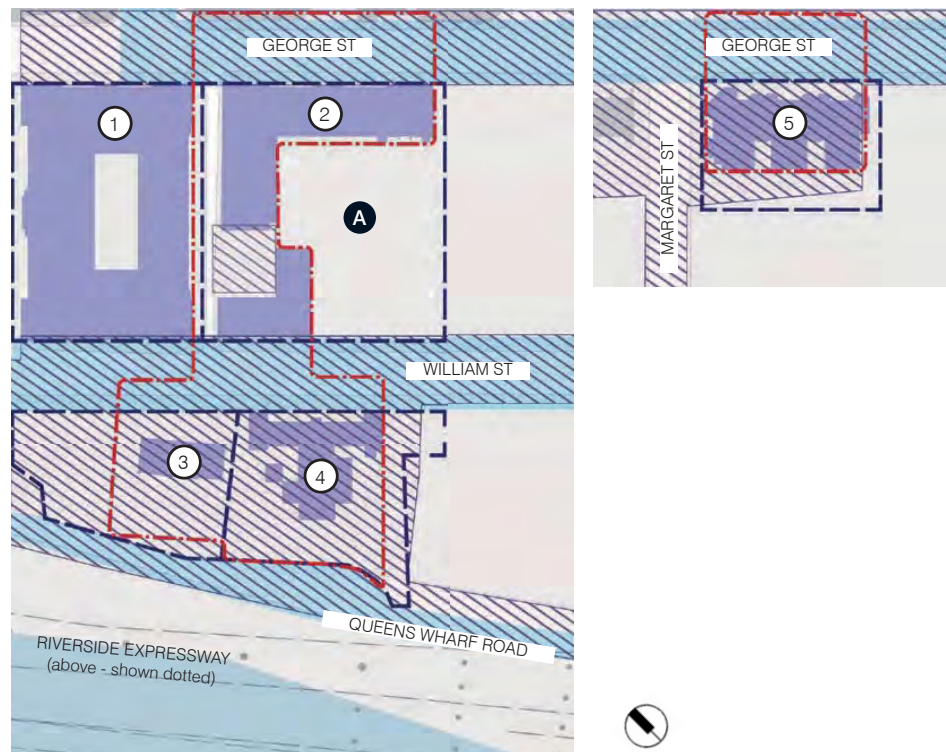 GEORGE ST
1
2
A
WILLIAM ST
3
4
QUEENS WHARF ROAD
RIVERSIDE EXPRESSWAY
(above - shown dotted)
GEORGE ST
5
MARGARET ST